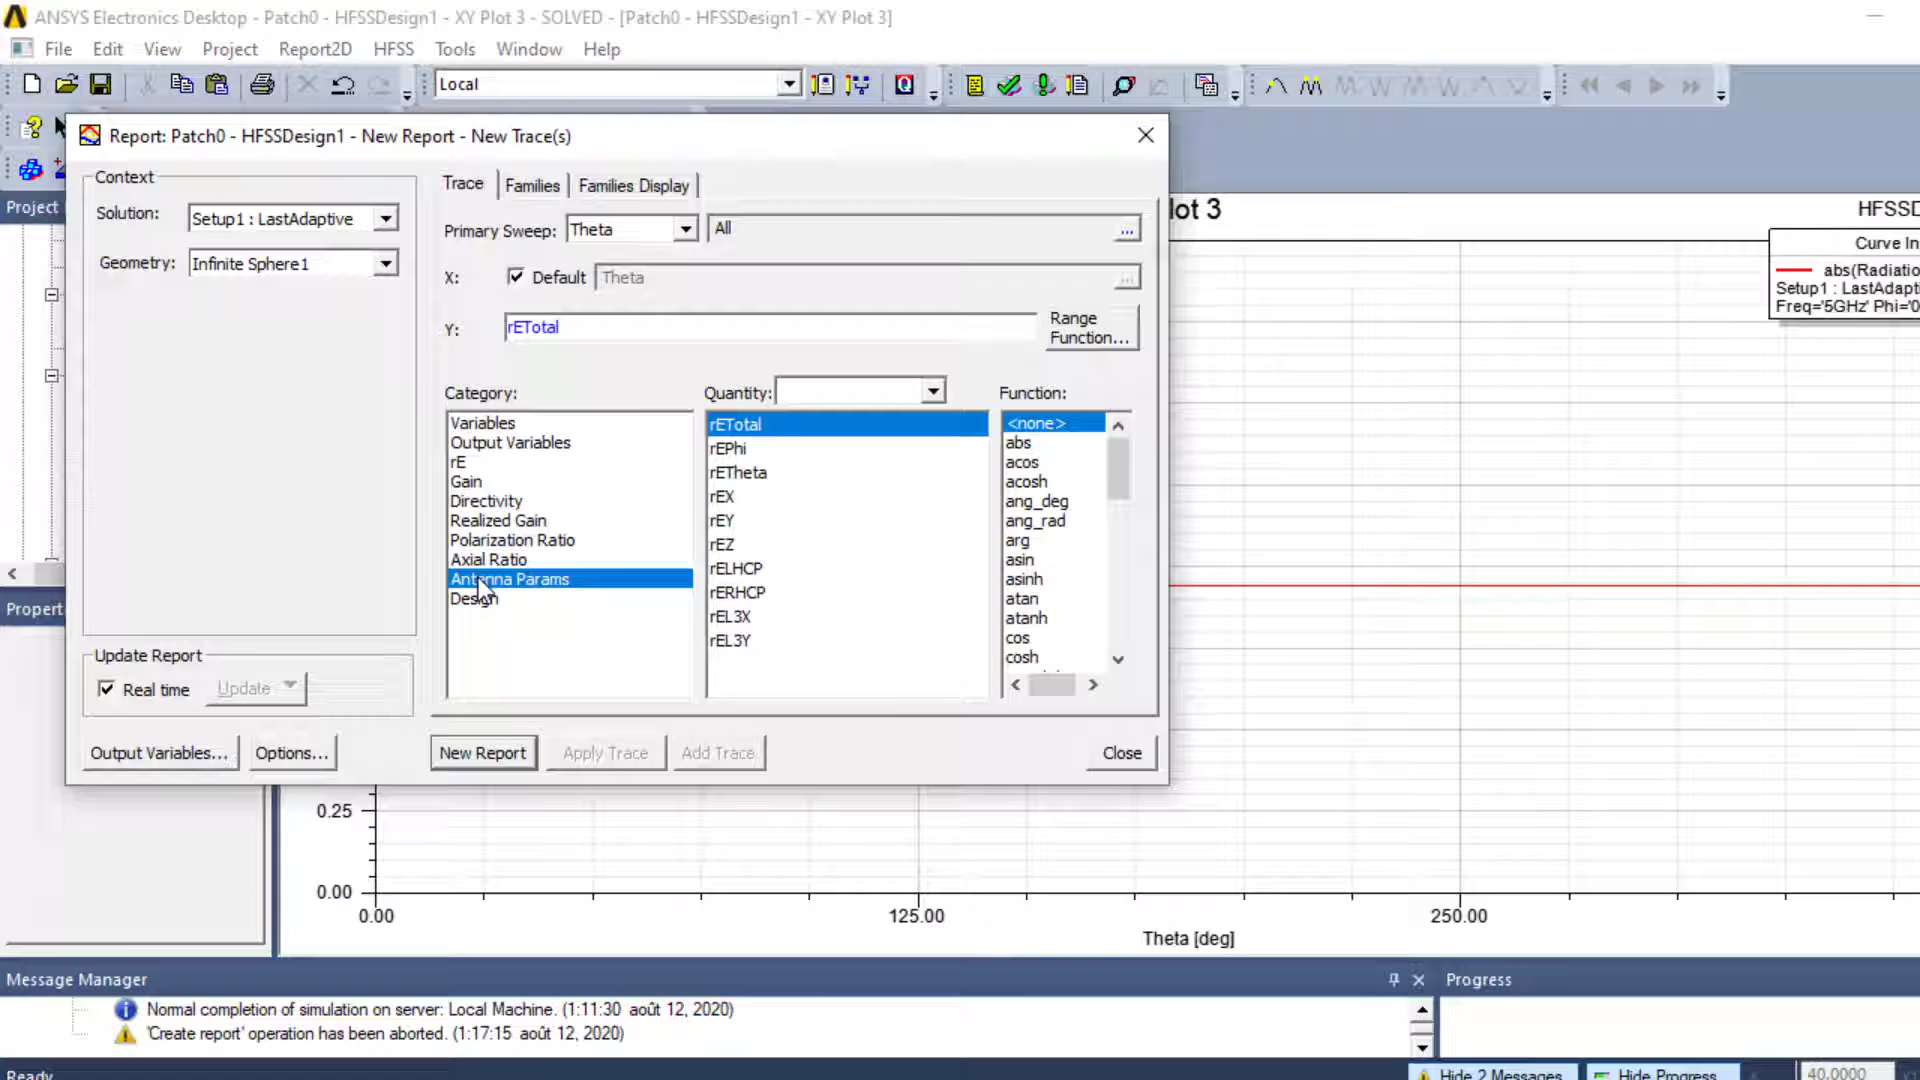 ANSYS Electronics Desktop - Patch0 - HFSSDesign1 - XY Plot 3 - SOLVED - [Patch0 - HFSSDesign1 - XY Plot 3]
File Edit View Project Report2D HFSS Tools Window Help
Local
Report: Patch0 - HFSSDesign1 - New Report - New Trace(s)
Context
Solution: Setup1 : LastAdaptive
Geometry: Infinite Sphere1
Trace Families Families Display
Primary Sweep: Theta All ...
X: Default Theta ...
Y: rETotal
Range Function...
Category:
Variables
Output Variables
rE
Gain
Directivity
Realized Gain
Polarization Ratio
Axial Ratio
Antenna Params
Design
Quantity:
rETotal
rEPhi
rETheta
rEX
rEY
rEZ
rELHCP
rERHCP
rEL3X
rEL3Y
Function:
<none>
abs
acos
acosh
ang_deg
ang_rad
arg
asin
asinh
atan
atanh
cos
cosh
Update Report
Real time Update
Output Variables... Options... New Report Apply Trace Add Trace Close
Project
Propert
lot 3
HFSSD
Curve In
abs(Radiatio
Setup1 : LastAdapti
Freq='5GHz' Phi='0
0.25
0.00
0.00 125.00 250.00
Theta [deg]
Message Manager
Normal completion of simulation on server: Local Machine. (1:11:30 août 12, 2020)
'Create report' operation has been aborted. (1:17:15 août 12, 2020)
Progress
Ready
Hide 2 Messages Hide Progress 40.0000